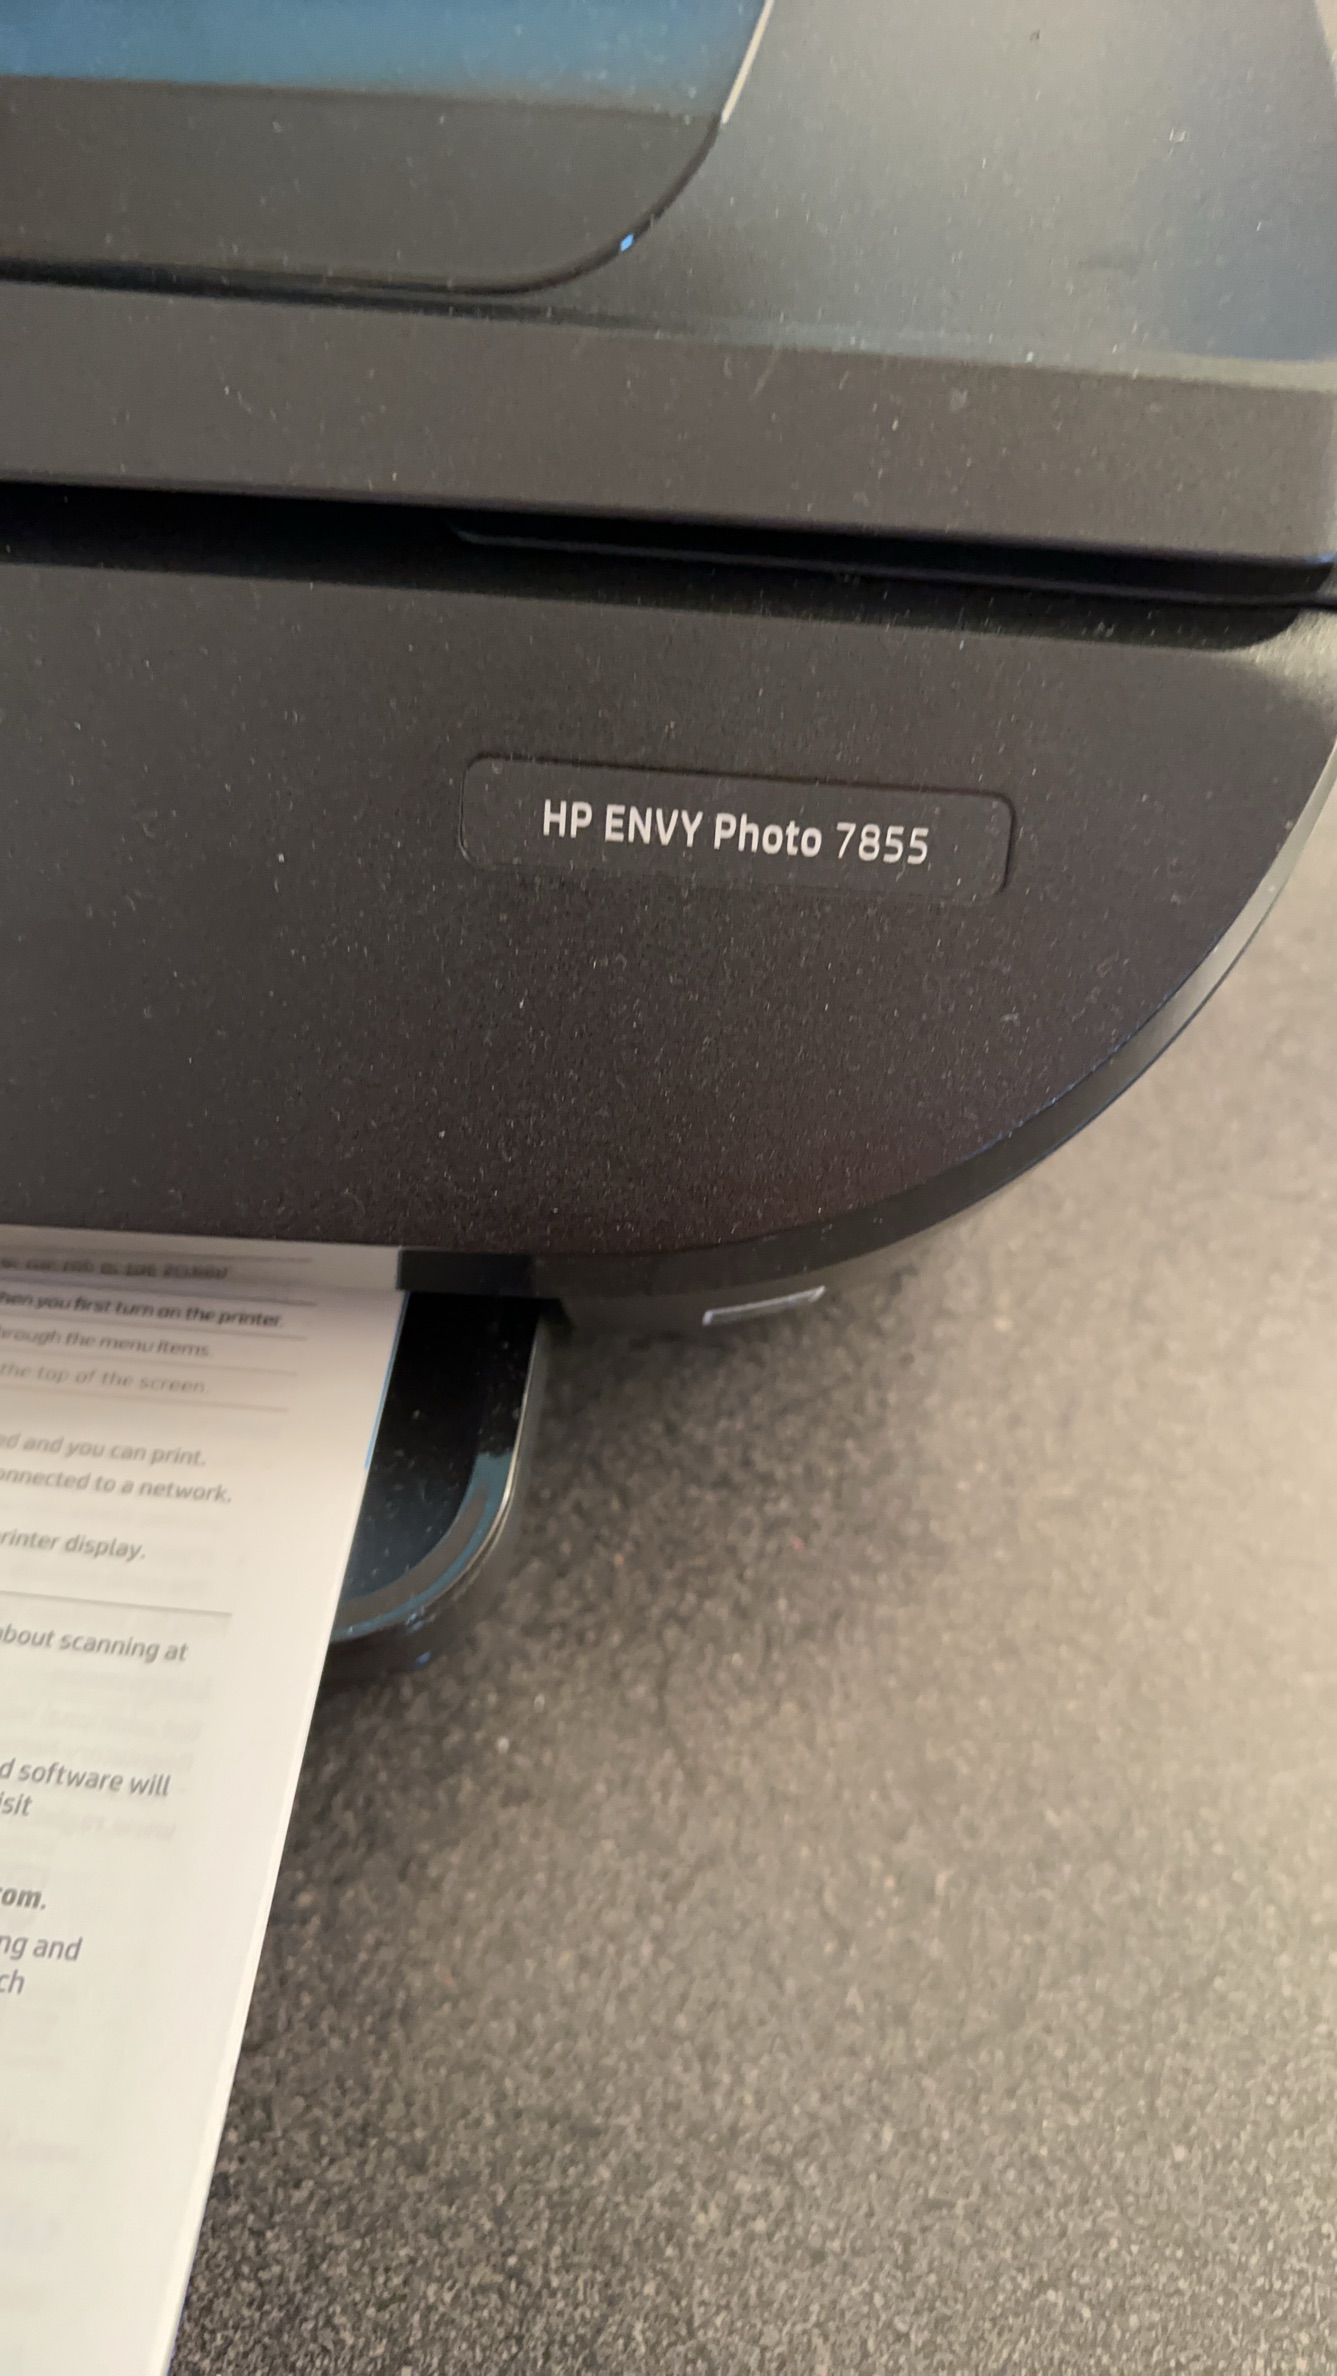 HP ENVY Photo 7855
hen you first turn on the printer.
hrough the menu items.
the top of the screen.
ed and you can print.
onnected to a network.
rinter display.
about scanning at
d software will
isit
com.
ng and
ch